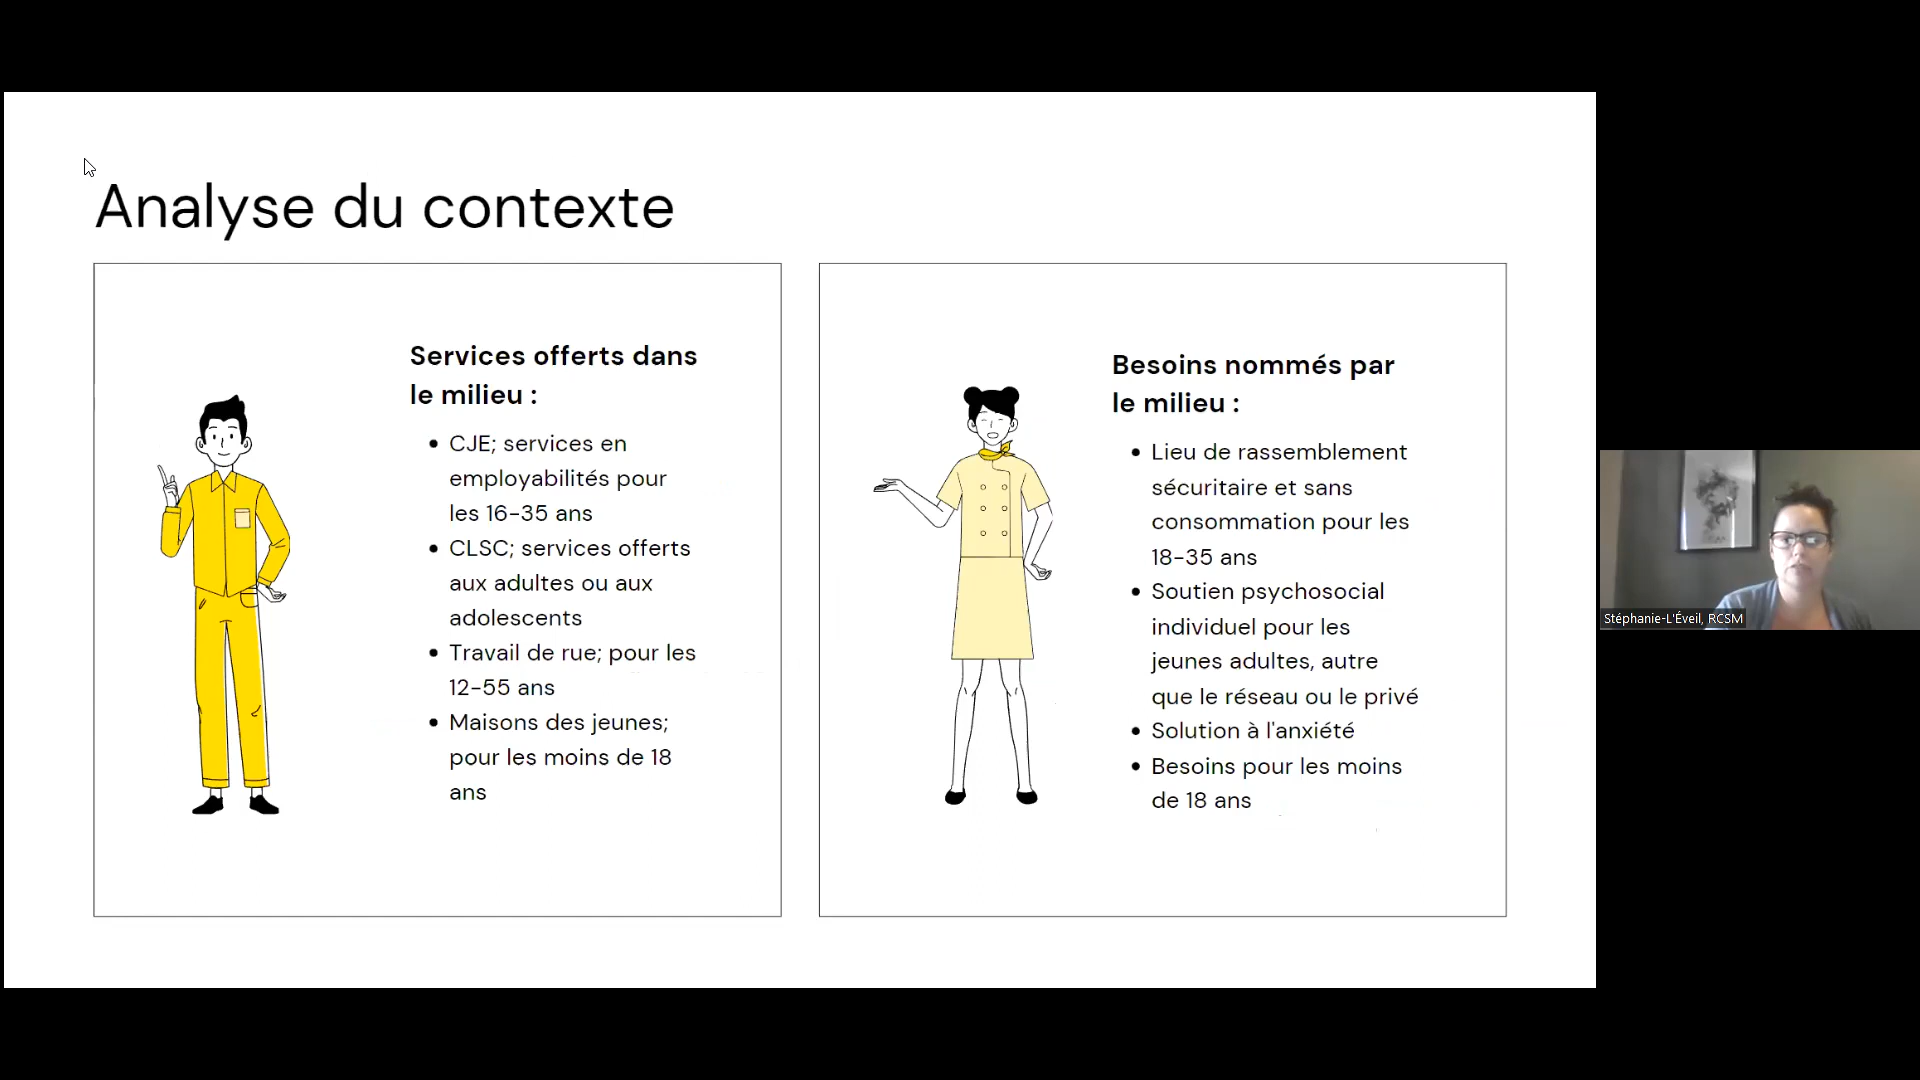 Analyse du contexte
Services offerts dans
le milieu :
• CJE; services en
employabilités pour
les 16-35 ans
• CLSC; services offerts
aux adultes ou aux
adolescents
• Travail de rue; pour les
12-55 ans
• Maisons des jeunes;
pour les moins de 18
ans
Besoins nommés par
le milieu :
• Lieu de rassemblement
sécuritaire et sans
consommation pour les
18-35 ans
• Soutien psychosocial
individuel pour les
jeunes adultes, autre
que le réseau ou le privé
• Solution à l'anxiété
• Besoins pour les moins
de 18 ans
Stéphanie-L'Éveil, RCSM